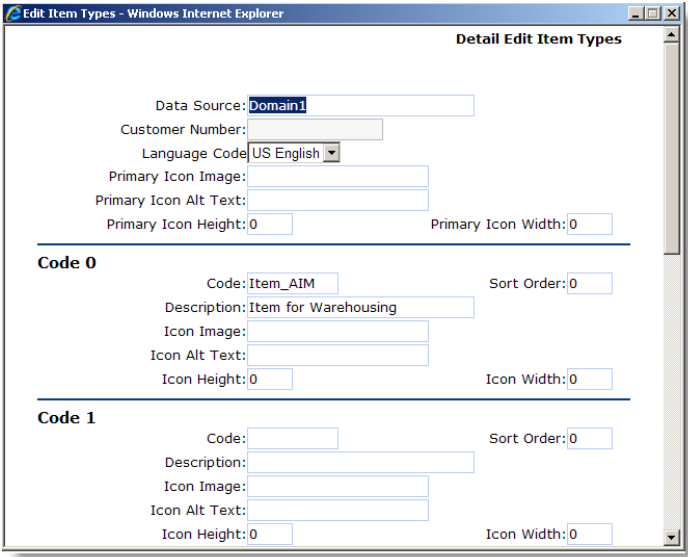 Edit Item Types - Windows Internet Explorer
Detail Edit Item Types
Data Source: Domain1
Customer Number:
Language Code US English
Primary Icon Image:
Primary Icon Alt Text:
Primary Icon Height: 0 Primary Icon Width: 0
Code 0
Code: Item_AIM Sort Order: 0
Description: Item for Warehousing
Icon Image:
Icon Alt Text:
Icon Height: 0 Icon Width: 0
Code 1
Code: Sort Order: 0
Description:
Icon Image:
Icon Alt Text:
Icon Height: 0 Icon Width: 0